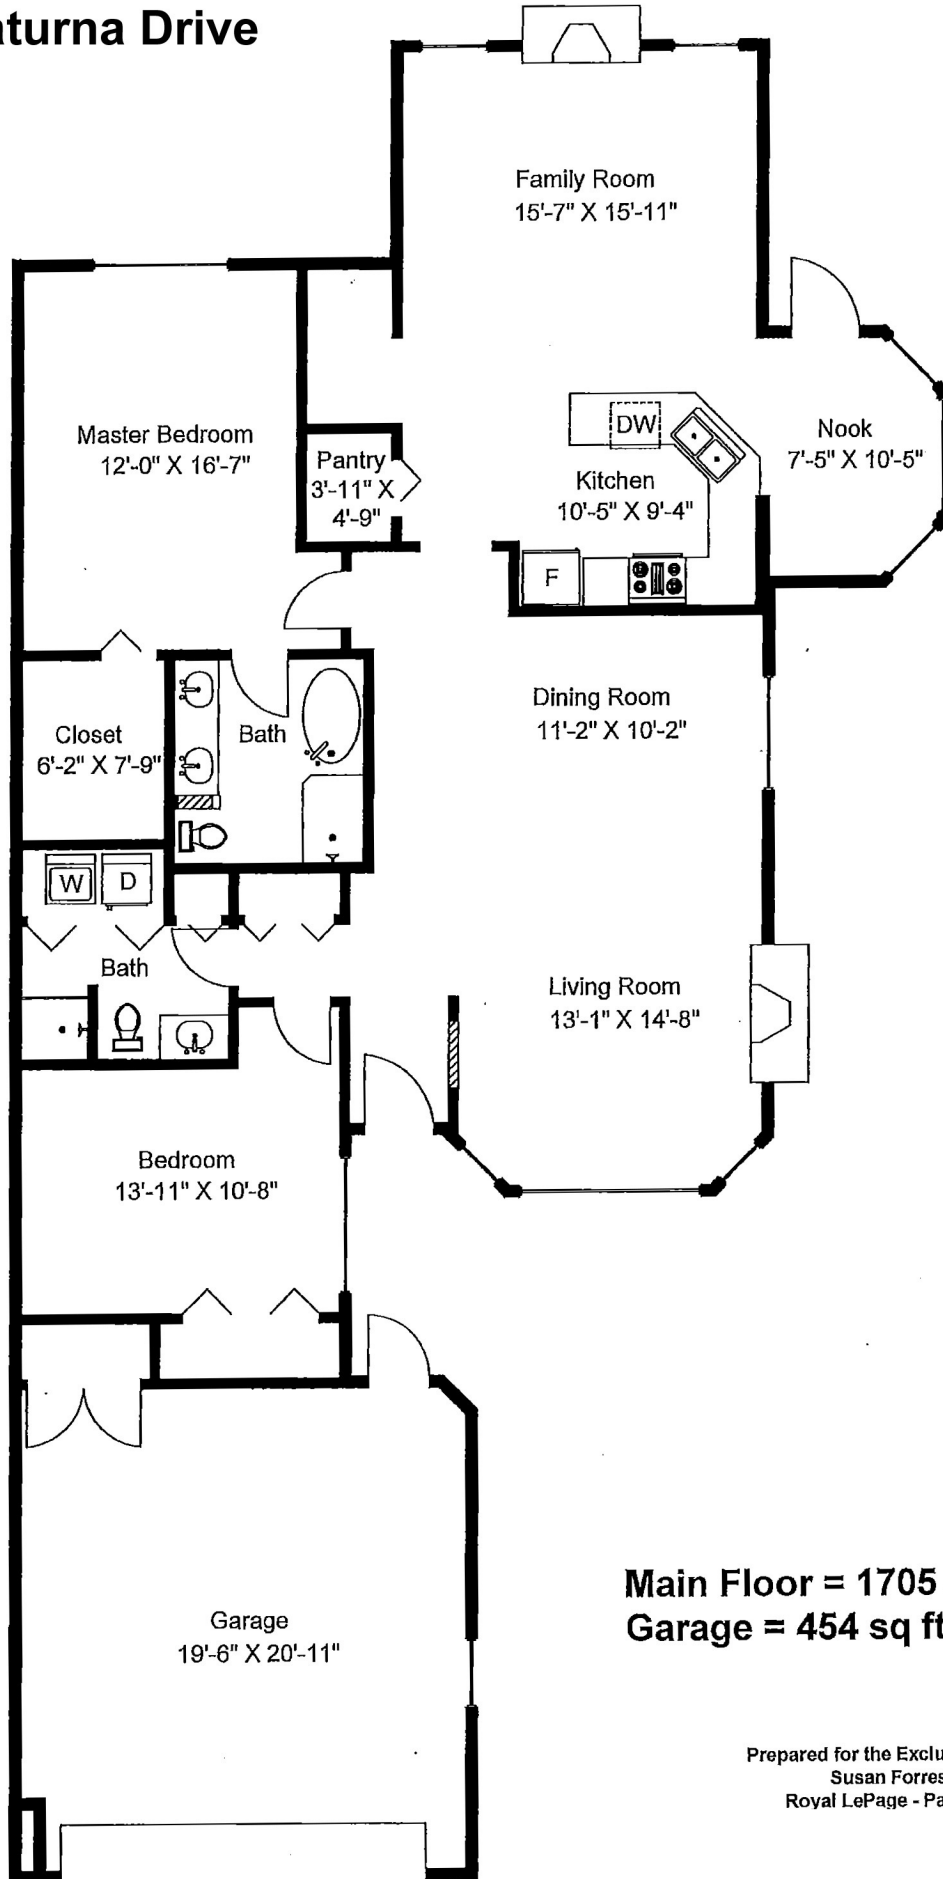 aturna Drive
Family Room
15'-7" X 15'-11"
Master Bedroom
12'-0" X 16'-7"
Pantry
3'-11" X
4'-9"
DW
Kitchen
10'-5" X 9'-4"
Nook
7'-5" X 10'-5"
F
Closet
6'-2" X 7'-9"
Bath
Dining Room
11'-2" X 10'-2"
W
D
Bath
Living Room
13'-1" X 14'-8"
Bedroom
13'-11" X 10'-8"
Garage
19'-6" X 20'-11"
Main Floor = 1705
Garage = 454 sq ft
Prepared for the Exclu
Susan Forres
Royal LePage - Pa